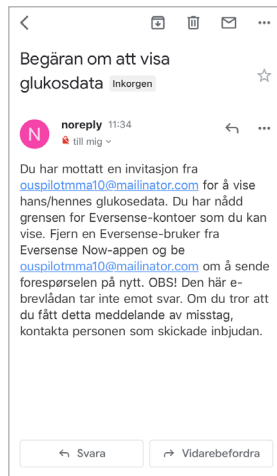 Begäran om att visa
glukosdata Inkorgen
N
noreply 11:34
till mig
Du har mottatt en invitasjon fra
ouspilotmma10@mailinator.com for å vise
hans/hennes glukosedata. Du har nådd
grensen for Eversense-kontoer som du kan
vise. Fjern en Eversense-bruker fra
Eversense Now-appen og be
ouspilotmma10@mailinator.com om å sende
forespørselen på nytt. OBS! Den här e-
brevlådan tar inte emot svar. Om du tror att
du fått detta meddelande av misstag,
kontakta personen som skickade inbjudan.
Svara
Vidarebefordra